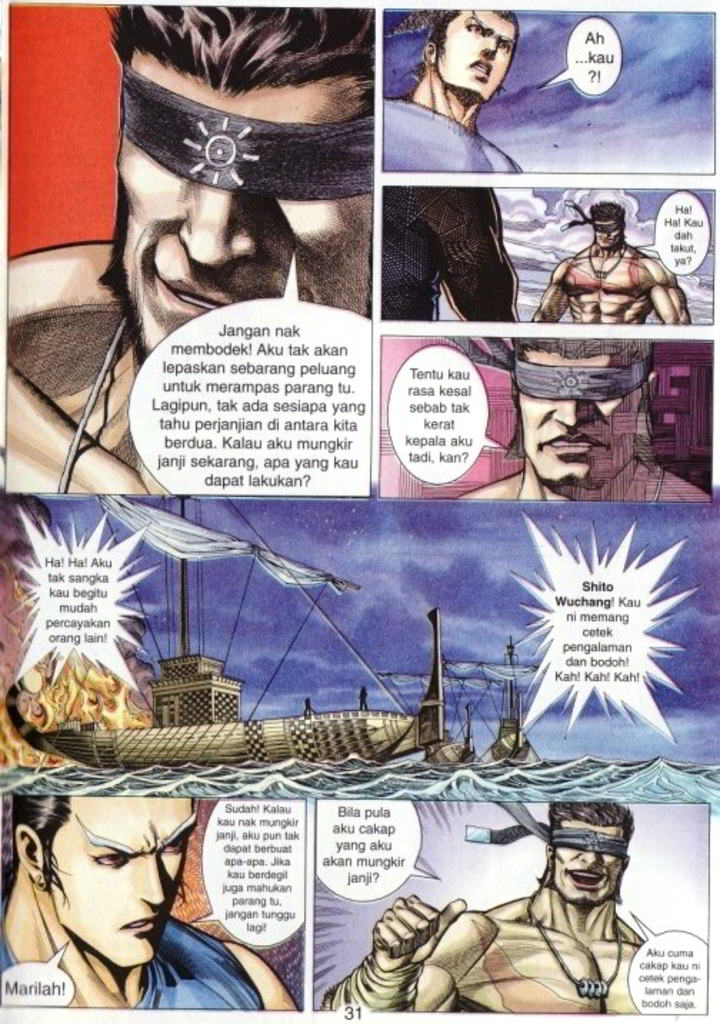 Jangan nak
membodek! Aku tak akan
lepaskan sebarang peluang
untuk merampas parang tu.
Lagipun, tak ada sesiapa yang
tahu perjanjian di antara kita
berdua. Kalau aku mungkir
janji sekarang, apa yang kau
dapat lakukan?
Ah
...kau
?!
Ha!
Ha! Kau
dah
takut,
ya?
Tentu kau
rasa kesal
sebab tak
kerat
kepala aku
tadi, kan?
Ha! Ha! Aku
tak sangka
kau begitu
mudah
percayakan
orang lain!
Shito
Wuchang! Kau
ni memang
cetek
pengalaman
dan bodoh!
Kah! Kah! Kah!
Sudah! Kalau
kau nak mungkir
janji, aku pun tak
dapat berbuat
apa-apa. Jika
kau berdegil
juga mahukan
parang tu,
jangan tunggu
lagi!
Marilah!
Bila pula
aku cakap
yang aku
akan mungkir
janji?
Aku cuma
cakap kau ni
cetek penga-
laman dan
bodoh saja.
31